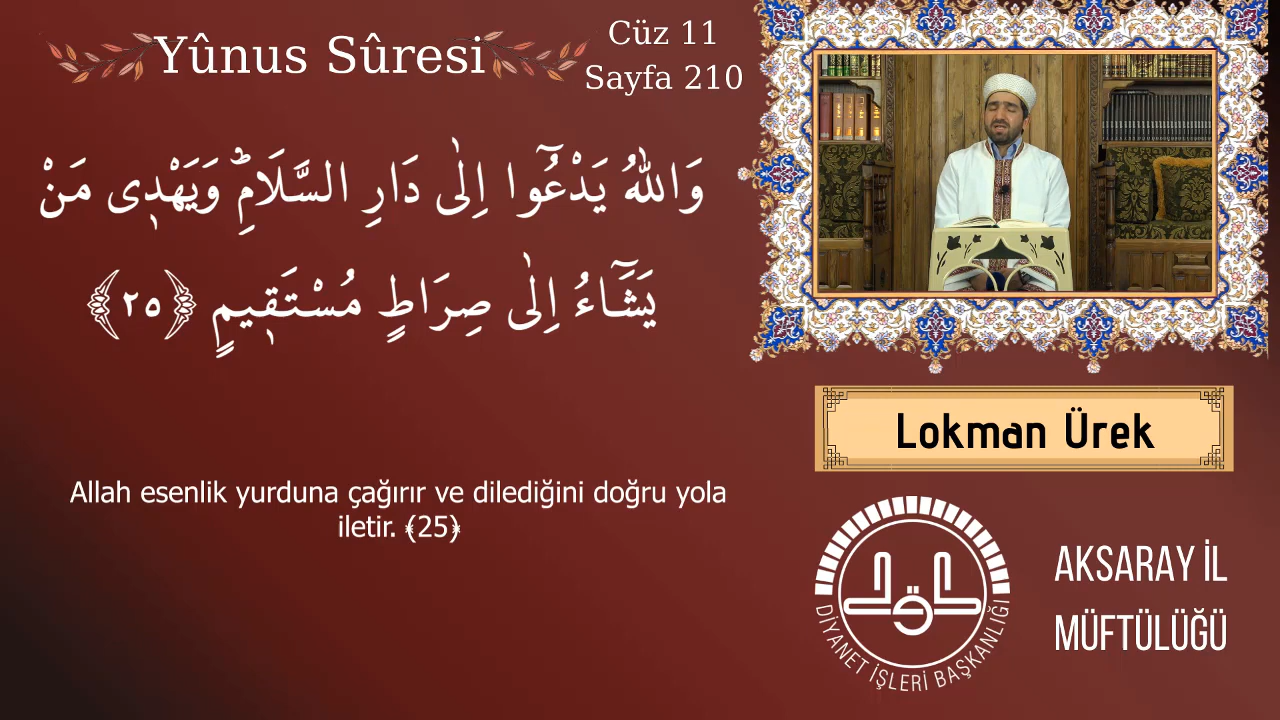 Yûnus Sûresi
Cüz 11
Sayfa 210
وَاللّٰهُ يَدْعُٓوا اِلٰى دَارِ السَّلَامِۜ وَيَهْد۪ى مَنْ
يَشَٓاءُ اِلٰى صِرَاطٍ مُسْتَق۪يمٍ ﴿٢٥﴾
Allah esenlik yurduna çağırır ve dilediğini doğru yola
iletir. ﴾25﴿
Lokman Ürek
DİYANET İŞLERİ BAŞKANLIĞI
AKSARAY İL
MÜFTÜLÜĞÜ